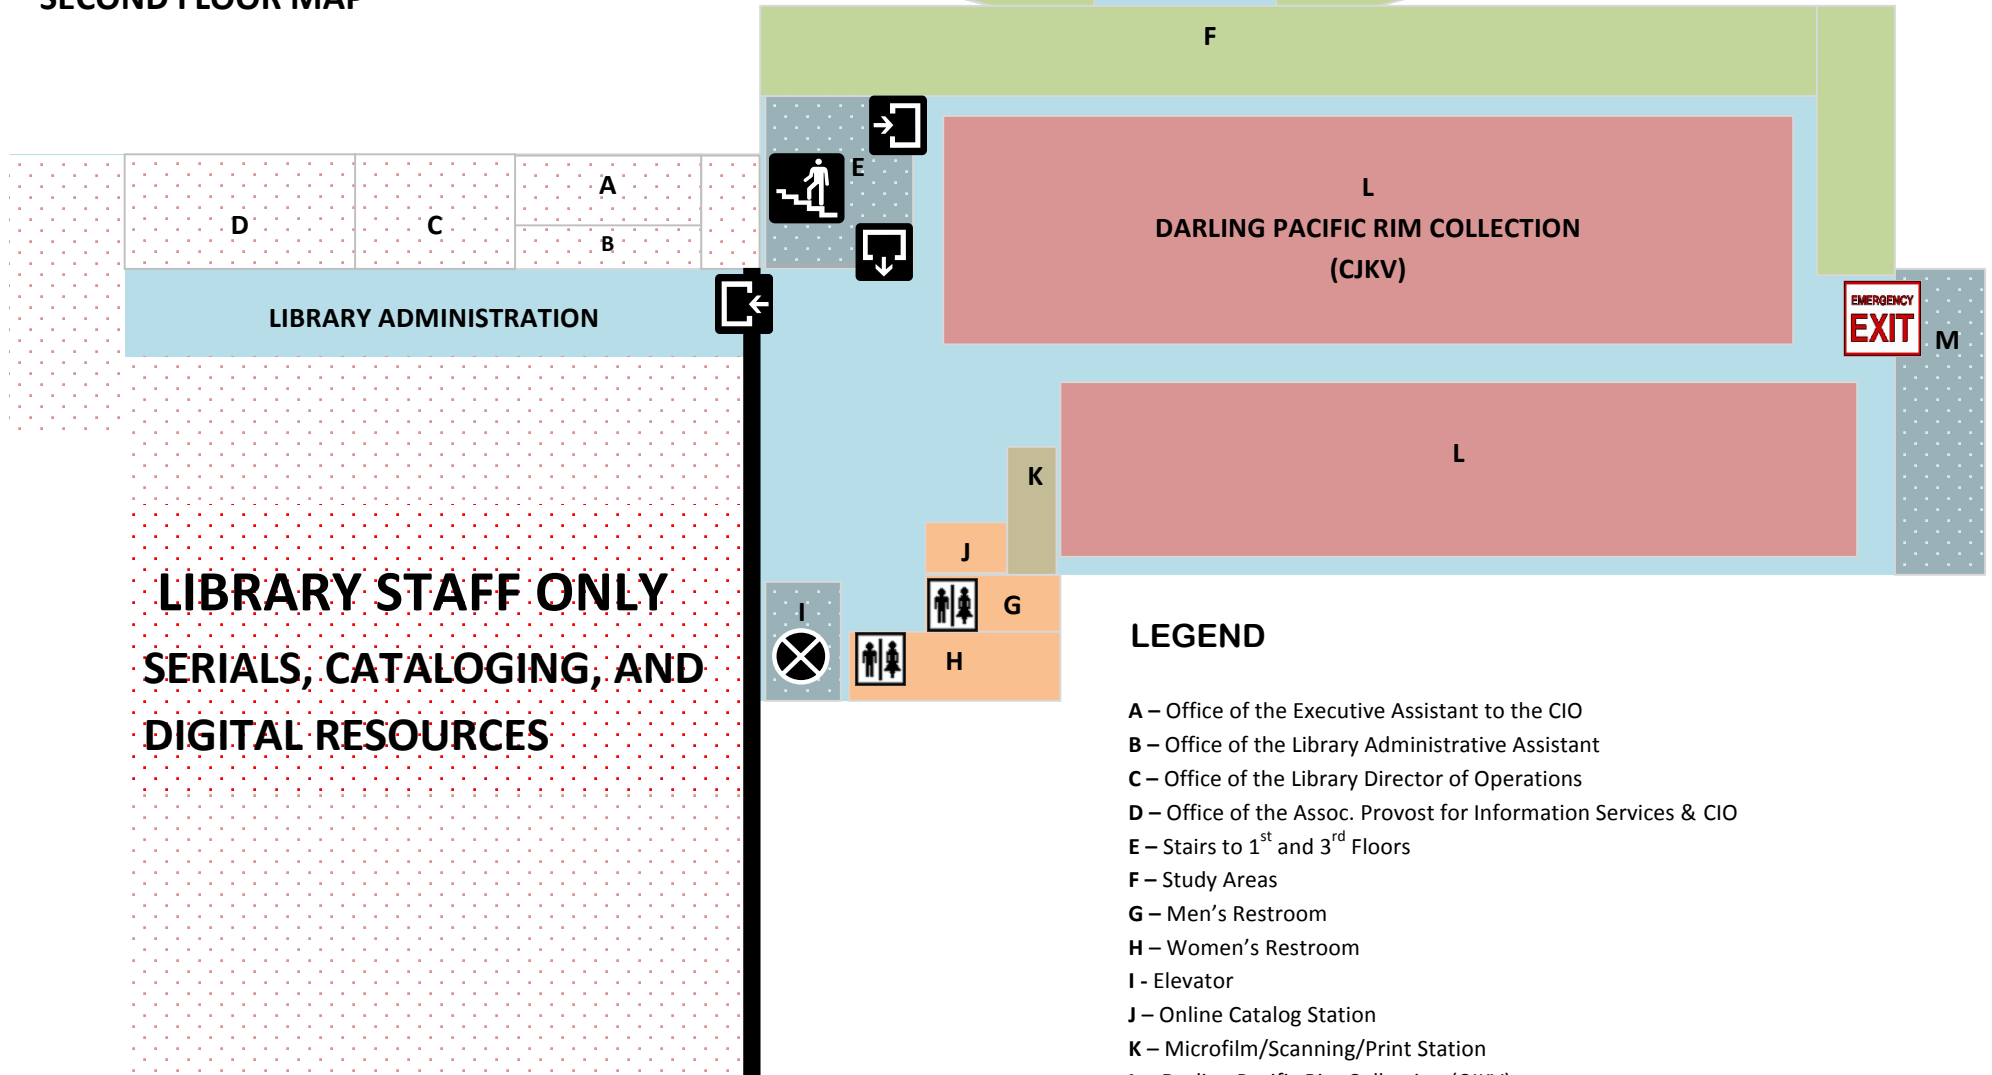 SECOND FLOOR MAP
F
E
A
D
C
B
L
DARLING PACIFIC RIM COLLECTION
(CJKV)
LIBRARY ADMINISTRATION
EMERGENCY
EXIT
M
L
K
J
LIBRARY STAFF ONLY
SERIALS, CATALOGING, AND
DIGITAL RESOURCES
I
G
H
LEGEND
A – Office of the Executive Assistant to the CIO
B – Office of the Library Administrative Assistant
C – Office of the Library Director of Operations
D – Office of the Assoc. Provost for Information Services & CIO
E – Stairs to 1st and 3rd Floors
F – Study Areas
G – Men's Restroom
H – Women's Restroom
I - Elevator
J – Online Catalog Station
K – Microfilm/Scanning/Print Station